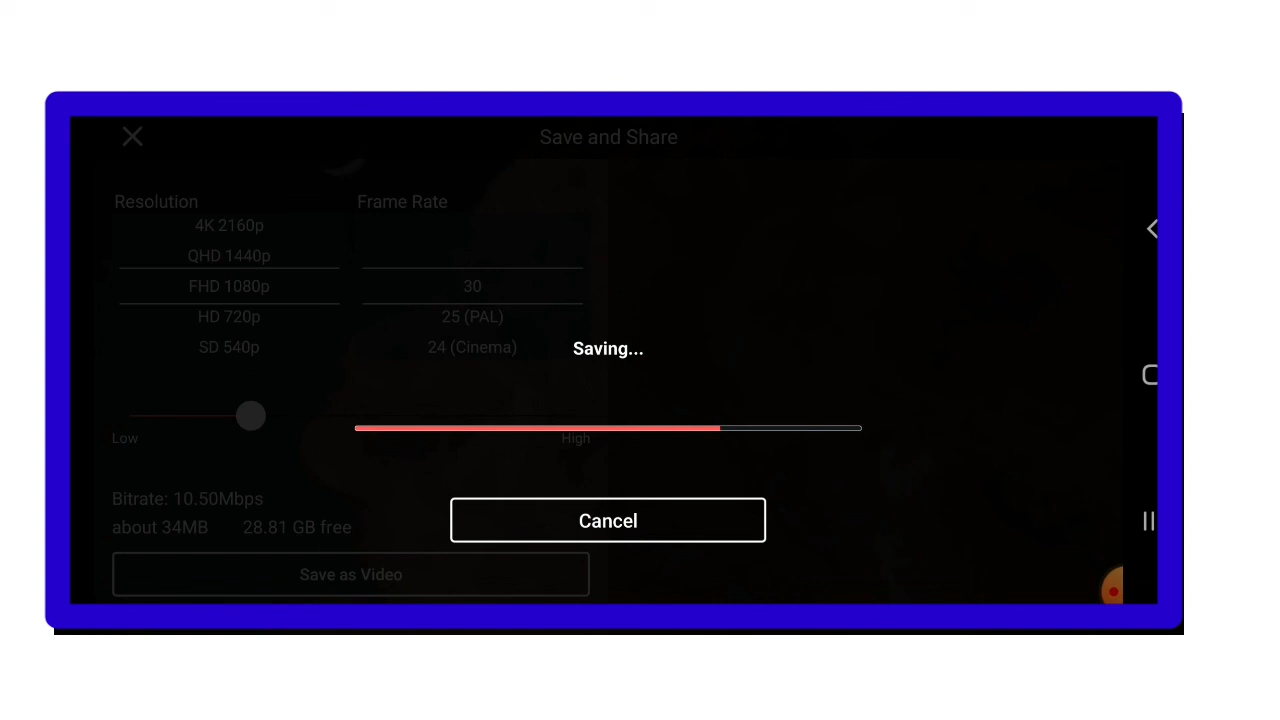 Save and Share
Resolution
Frame Rate
4K 2160p
QHD 1440p
FHD 1080p
30
HD 720p
25 (PAL)
SD 540p
24 (Cinema)
Saving...
Low
High
Bitrate: 10.50Mbps
about 34MB
28.81 GB free
Cancel
Save as Video